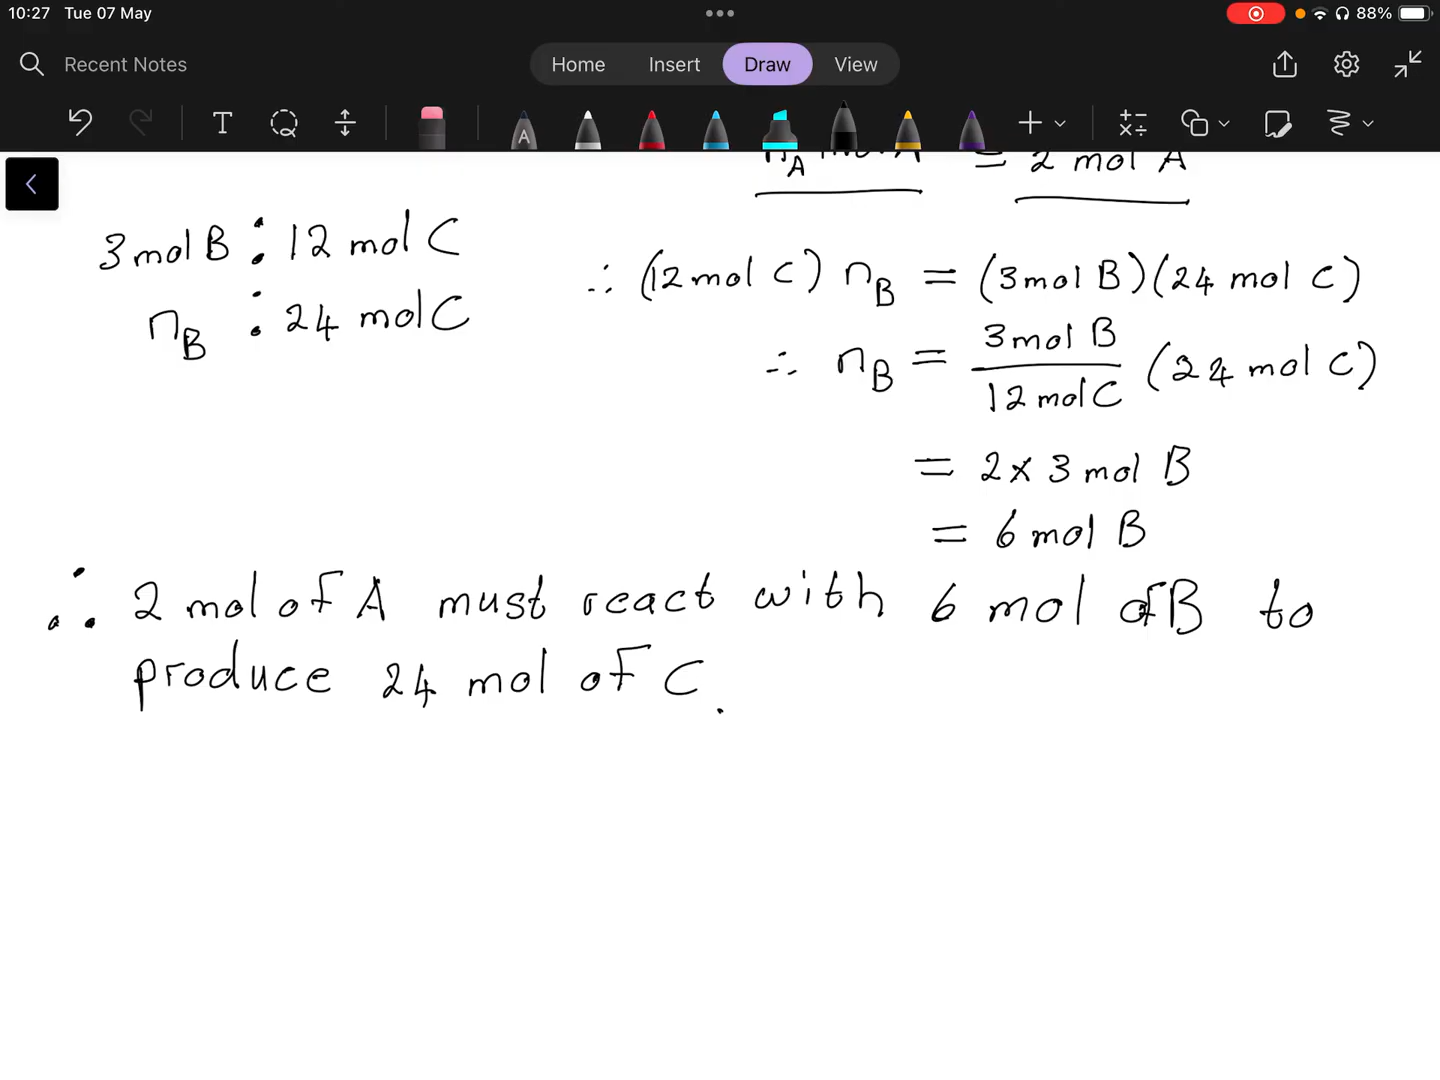 10:27 Tue 07 May 88%
Recent Notes Home Insert Draw View
T A
A = 2 mol A
3 mol B : 12 mol C
n_B : 24 mol C
∴ (12 mol C) n_B = (3 mol B)(24 mol C)
∴ n_B = 3 mol B / 12 mol C (24 mol C)
= 2 × 3 mol B
= 6 mol B
∴ 2 mol of A must react with 6 mol of B to
produce 24 mol of C.